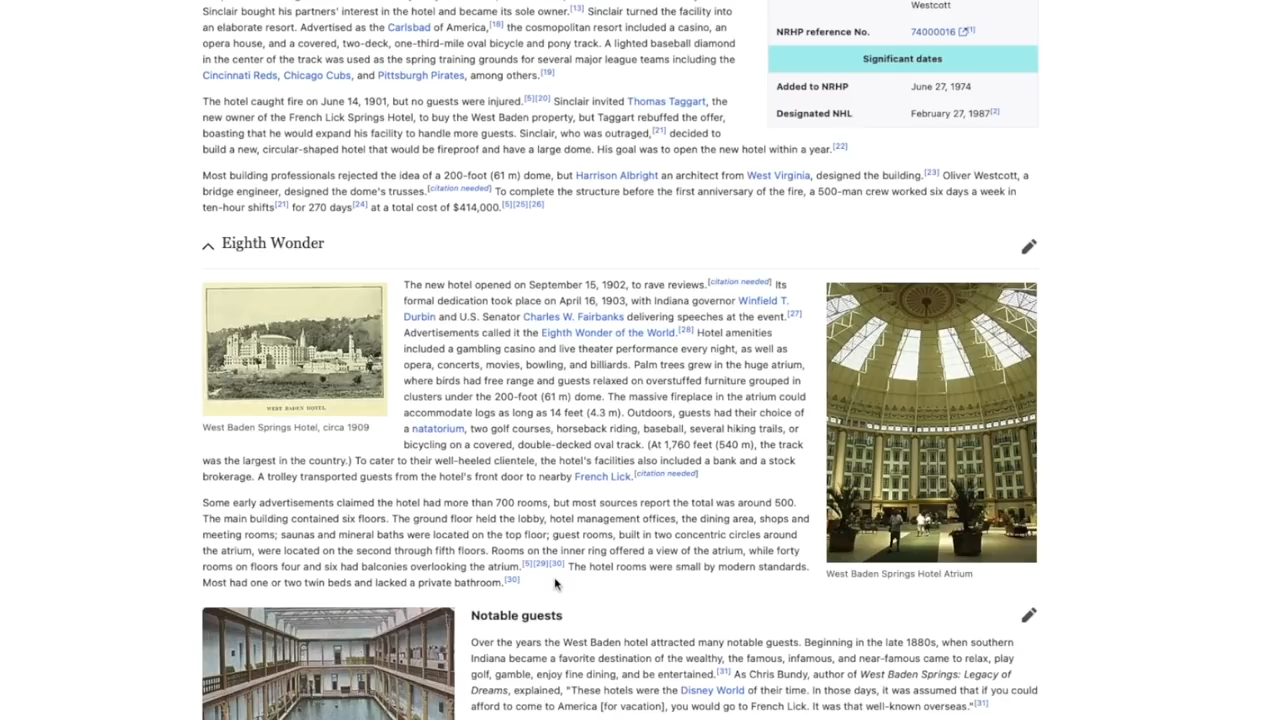 Sinclair bought his partners' interest in the hotel and became its sole owner.[13] Sinclair turned the facility into
an elaborate resort. Advertised as the Carlsbad of America,[18] the cosmopolitan resort included a casino, an
opera house, and a covered, two-deck, one-third-mile oval bicycle and pony track. A lighted baseball diamond
in the center of the track was used as the spring training grounds for several major league teams including the
Cincinnati Reds, Chicago Cubs, and Pittsburgh Pirates, among others.[19]
The hotel caught fire on June 14, 1901, but no guests were injured.[5][20] Sinclair invited Thomas Taggart, the
new owner of the French Lick Springs Hotel, to buy the West Baden property, but Taggart rebuffed the offer,
boasting that he would expand his facility to handle more guests. Sinclair, who was outraged,[21] decided to
build a new, circular-shaped hotel that would be fireproof and have a large dome. His goal was to open the new hotel within a year.[22]
Most building professionals rejected the idea of a 200-foot (61 m) dome, but Harrison Albright an architect from West Virginia, designed the building.[23] Oliver Westcott, a
bridge engineer, designed the dome's trusses.[citation needed] To complete the structure before the first anniversary of the fire, a 500-man crew worked six days a week in
ten-hour shifts[21] for 270 days[24] at a total cost of $414,000.[5][25][26]
Westcott
NRHP reference No. 74000016 [1]
Significant dates
Added to NRHP June 27, 1974
Designated NHL February 27, 1987[2]
Eighth Wonder
WEST BADEN HOTEL
West Baden Springs Hotel, circa 1909
The new hotel opened on September 15, 1902, to rave reviews.[citation needed] Its
formal dedication took place on April 16, 1903, with Indiana governor Winfield T.
Durbin and U.S. Senator Charles W. Fairbanks delivering speeches at the event.[27]
Advertisements called it the Eighth Wonder of the World.[28] Hotel amenities
included a gambling casino and live theater performance every night, as well as
opera, concerts, movies, bowling, and billiards. Palm trees grew in the huge atrium,
where birds had free range and guests relaxed on overstuffed furniture grouped in
clusters under the 200-foot (61 m) dome. The massive fireplace in the atrium could
accommodate logs as long as 14 feet (4.3 m). Outdoors, guests had their choice of
a natatorium, two golf courses, horseback riding, baseball, several hiking trails, or
bicycling on a covered, double-decked oval track. (At 1,760 feet (540 m), the track
was the largest in the country.) To cater to their well-heeled clientele, the hotel's facilities also included a bank and a stock
brokerage. A trolley transported guests from the hotel's front door to nearby French Lick.[citation needed]
Some early advertisements claimed the hotel had more than 700 rooms, but most sources report the total was around 500.
The main building contained six floors. The ground floor held the lobby, hotel management offices, the dining area, shops and
meeting rooms; saunas and mineral baths were located on the top floor; guest rooms, built in two concentric circles around
the atrium, were located on the second through fifth floors. Rooms on the inner ring offered a view of the atrium, while forty
rooms on floors four and six had balconies overlooking the atrium.[5][29][30] The hotel rooms were small by modern standards.
Most had one or two twin beds and lacked a private bathroom.[30]
West Baden Springs Hotel Atrium
Notable guests
Over the years the West Baden hotel attracted many notable guests. Beginning in the late 1880s, when southern
Indiana became a favorite destination of the wealthy, the famous, infamous, and near-famous came to relax, play
golf, gamble, enjoy fine dining, and be entertained.[31] As Chris Bundy, author of West Baden Springs: Legacy of
Dreams, explained, "These hotels were the Disney World of their time. In those days, it was assumed that if you could
afford to come to America [for vacation], you would go to French Lick. It was that well-known overseas."[31]